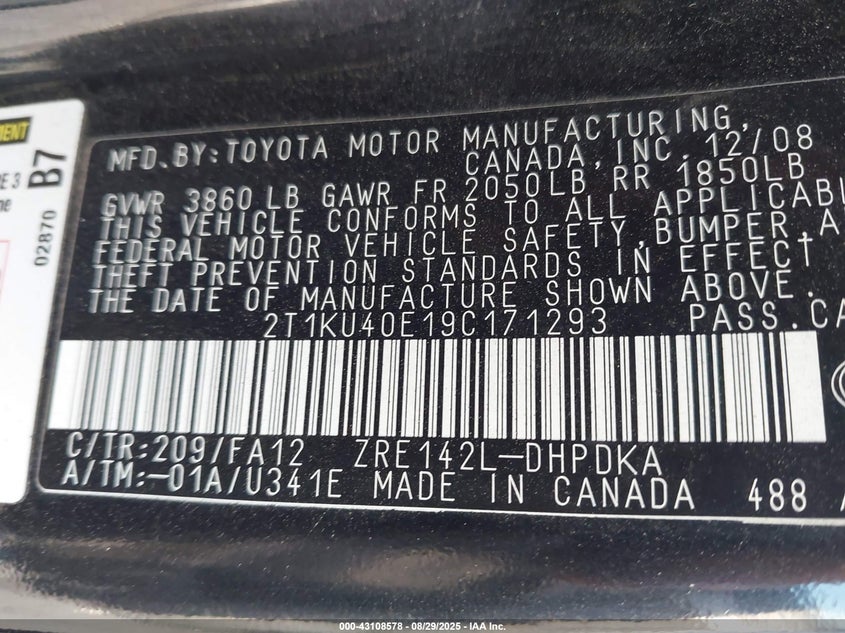 MENT
E 3
ne
B7
02870
MFD.BY:TOYOTA MOTOR MANUFACTURING,
CANADA,INC. 12/08
GVWR 3860 LB GAWR FR 2050LB RR 1850LB
THIS VEHICLE CONFORMS TO ALL APPLICABL
FEDERAL MOTOR VEHICLE SAFETY,BUMPER,A
THEFT PREVENTION STANDARDS IN EFFECT
THE DATE OF MANUFACTURE SHOWN ABOVE.
2T1KU40E19C171293 PASS.CA
C/TR:209/FA12 ZRE142L-DHPDKA
A/TM:-01A/U341E MADE IN CANADA 488
000-43108578 - 08/29/2025 - IAA Inc.